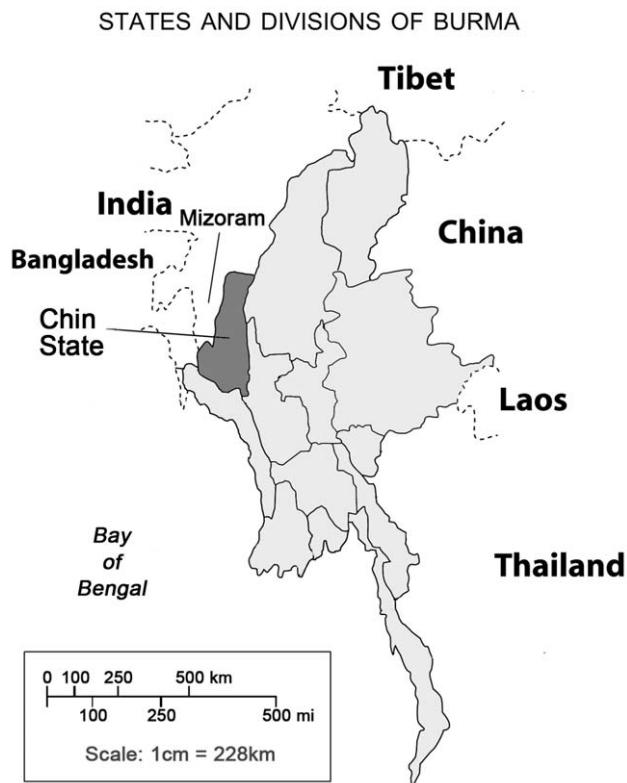 STATES AND DIVISIONS OF BURMA
Tibet
India
Mizoram
China
Bangladesh
Chin
State
Laos
Bay
of
Bengal
Thailand
0 100 250 500 km
100 250 500 mi
Scale: 1cm = 228km